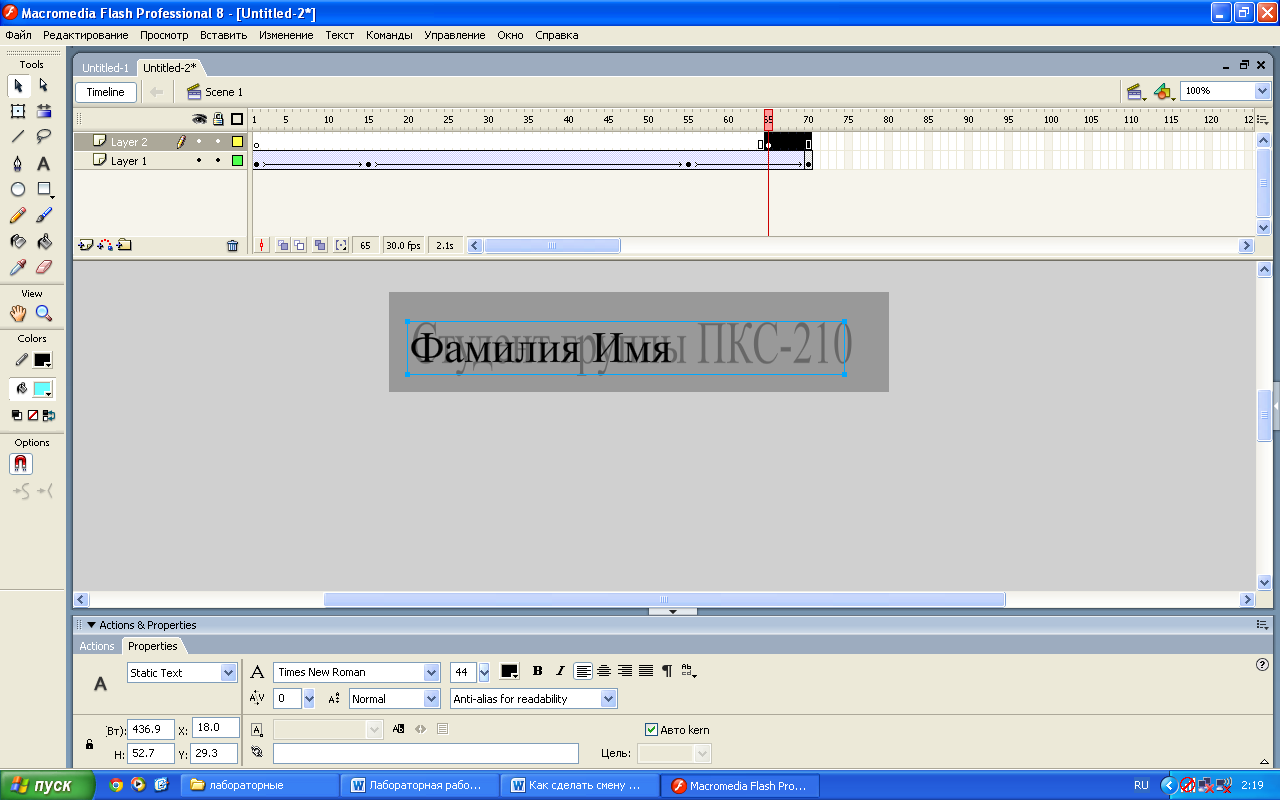 Macromedia Flash Professional 8 - [Untitled-2*]
Файл Редактирование Просмотр Вставить Изменение Текст Команды Управление Окно Справка
Tools
Untitled-1 Untitled-2*
Timeline Scene 1 100%
1 5 10 15 20 25 30 35 40 45 50 55 60 65 70 75 80 85 90 95 100 105 110 115 120 12
Layer 2
Layer 1
65 30.0 fps 2.1s
View
Colors
Options
Студент группы ПКС-210
Фамилия Имя
Actions & Properties
Actions Properties
Static Text A Times New Roman 44 B I
A 0 Normal Anti-alias for readability
Вт): 436.9 X: 18.0 Авто kern
Н: 52.7 Y: 29.3 Цель:
пуск лабораторные Лабораторная рабо... Как сделать смену ... Macromedia Flash Pro... RU 2:19